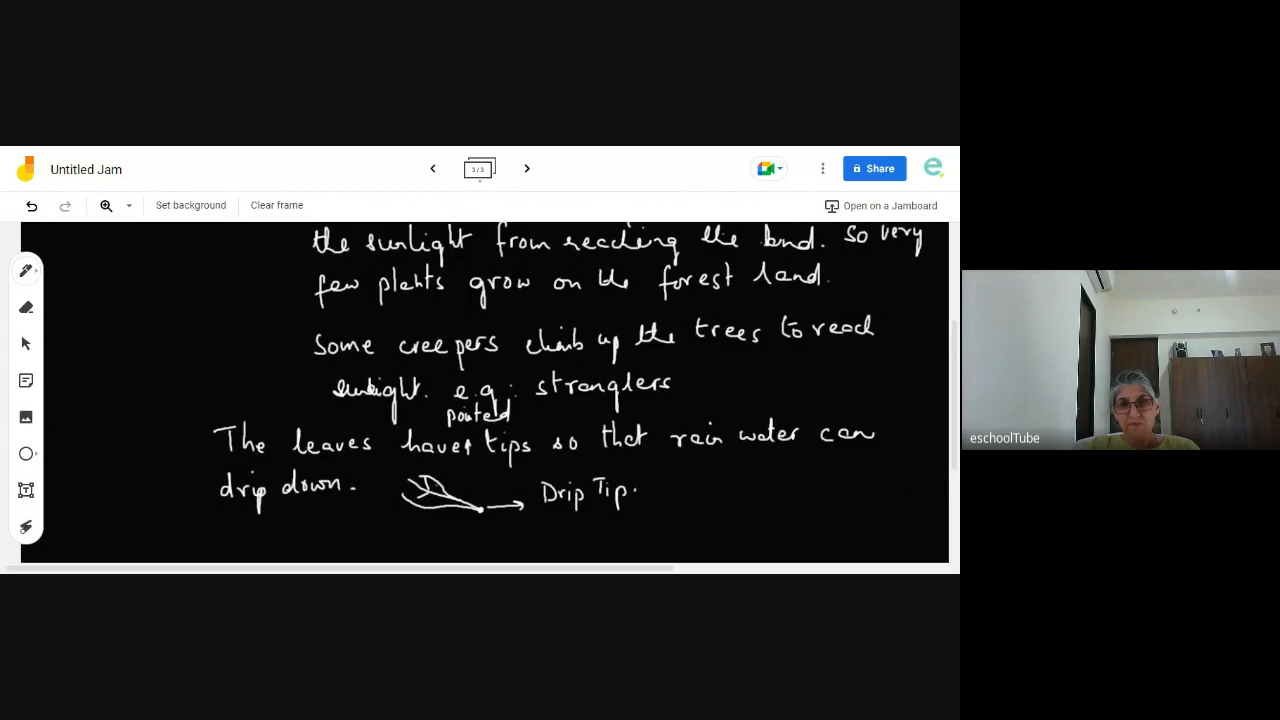 Untitled Jam
3/3
Share
Set background
Clear frame
Open on a Jamboard
the sunlight from reaching the land. So very
few plants grow on the forest land.
Some creepers climb up the trees to reach
sunlight. e.g: stranglers
pointed
The leaves have tips so that rain water can
drip down.
Drip Tip.
eschoolTube